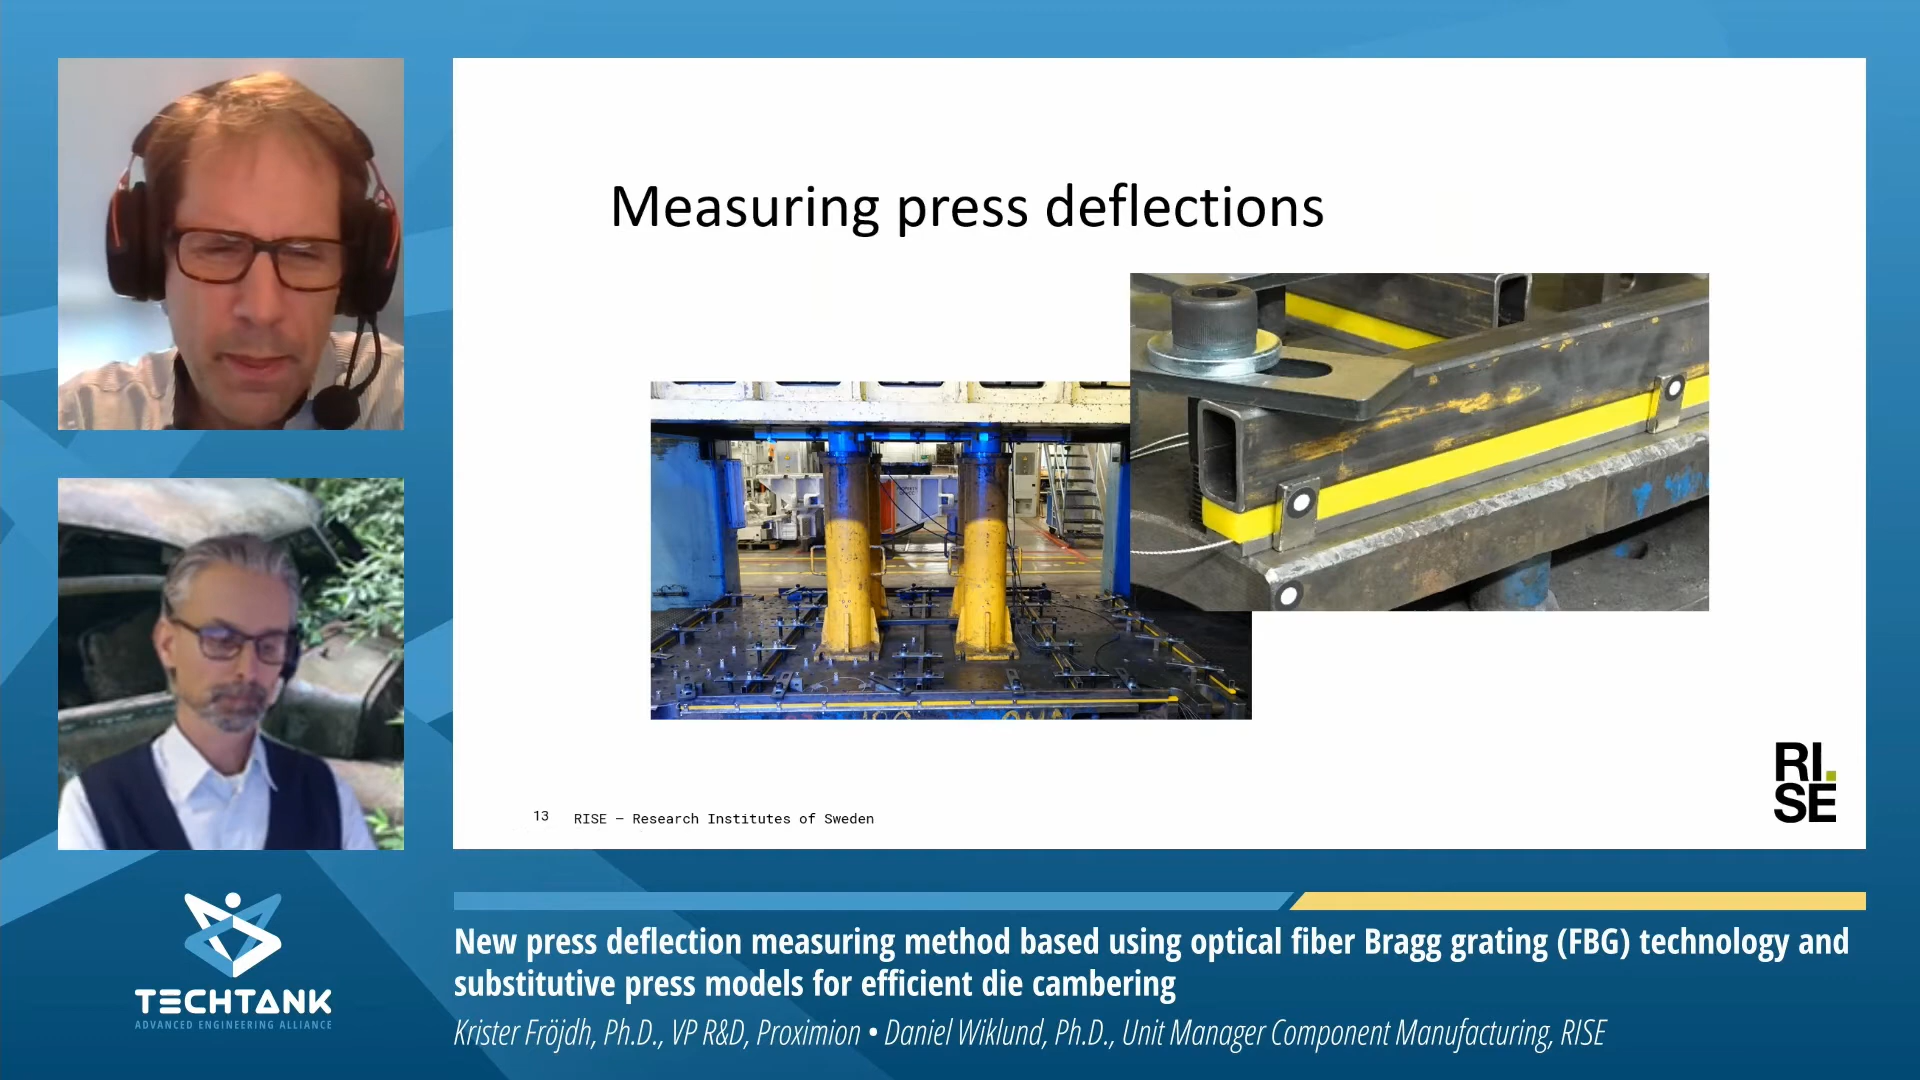 Measuring press deflections
13 RISE — Research Institutes of Sweden
RI.
SE
TECHTANK
ADVANCED ENGINEERING ALLIANCE
New press deflection measuring method based using optical fiber Bragg grating (FBG) technology and
substitutive press models for efficient die cambering
Krister Fröjdh, Ph.D., VP R&D, Proximion • Daniel Wiklund, Ph.D., Unit Manager Component Manufacturing, RISE